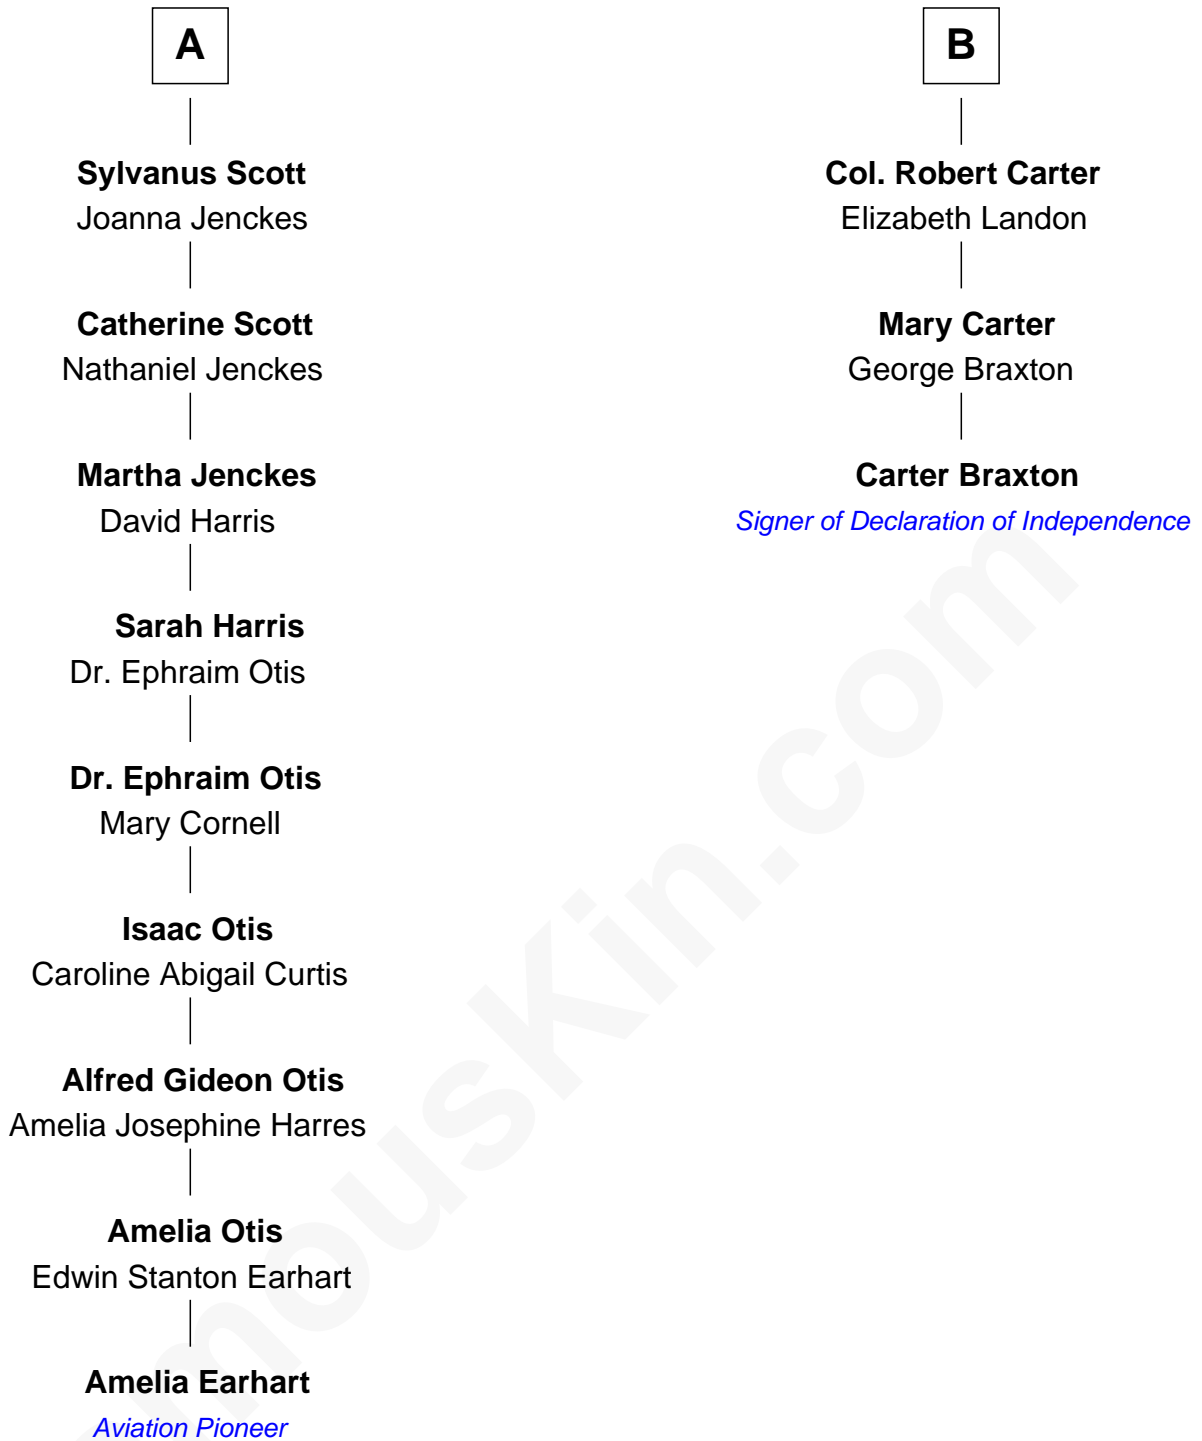 A
Sylvanus Scott
Joanna Jenckes
Catherine Scott
Nathaniel Jenckes
Martha Jenckes
David Harris
Sarah Harris
Dr. Ephraim Otis
Dr. Ephraim Otis
Mary Cornell
Isaac Otis
Caroline Abigail Curtis
Alfred Gideon Otis
Amelia Josephine Harres
Amelia Otis
Edwin Stanton Earhart
Amelia Earhart
Aviation Pioneer
B
Col. Robert Carter
Elizabeth Landon
Mary Carter
George Braxton
Carter Braxton
Signer of Declaration of Independence
mousKin.com